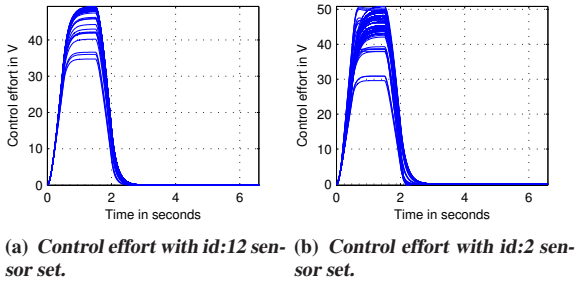 Control effort in V
40
30
20
10
0
0 2 4 6
Time in seconds
Control effort in V
50
40
30
20
10
0
0 2 4 6
Time in seconds
(a) Control effort with id:12 sen-
sor set.
(b) Control effort with id:2 sen-
sor set.